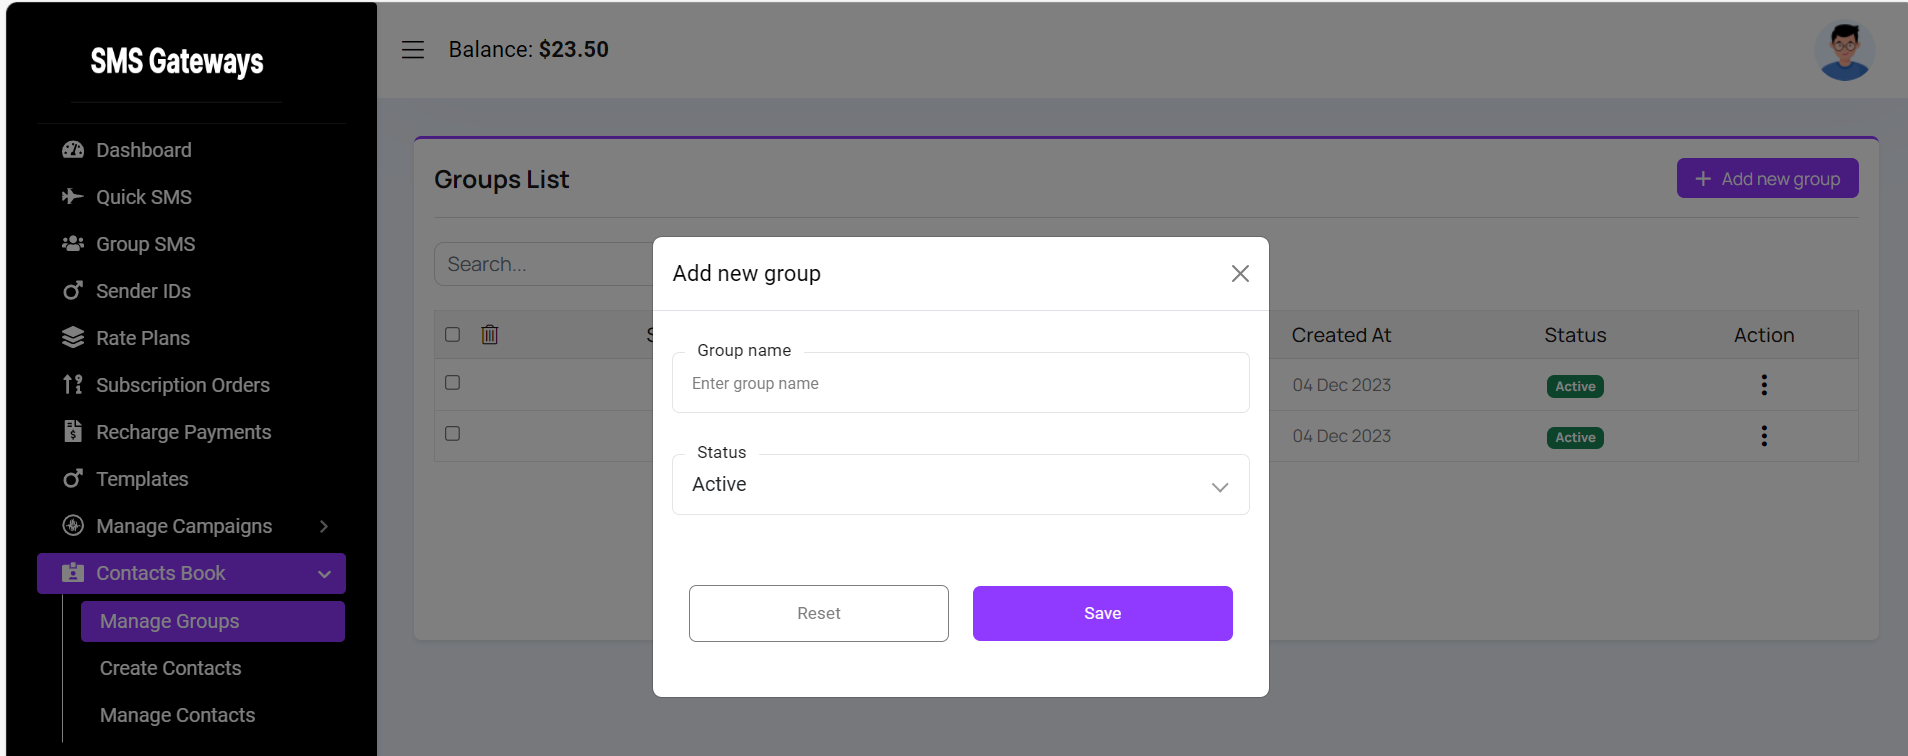 SMS Gateways
Dashboard
Quick SMS
Group SMS
Sender IDs
Rate Plans
Subscription Orders
Recharge Payments
Templates
Manage Campaigns
Contacts Book
Manage Groups
Create Contacts
Manage Contacts
Balance: $23.50
Groups List
Add new group
Search...
Created At Status Action
04 Dec 2023 Active
04 Dec 2023 Active
Add new group
Group name
Enter group name
Status
Active
Reset Save